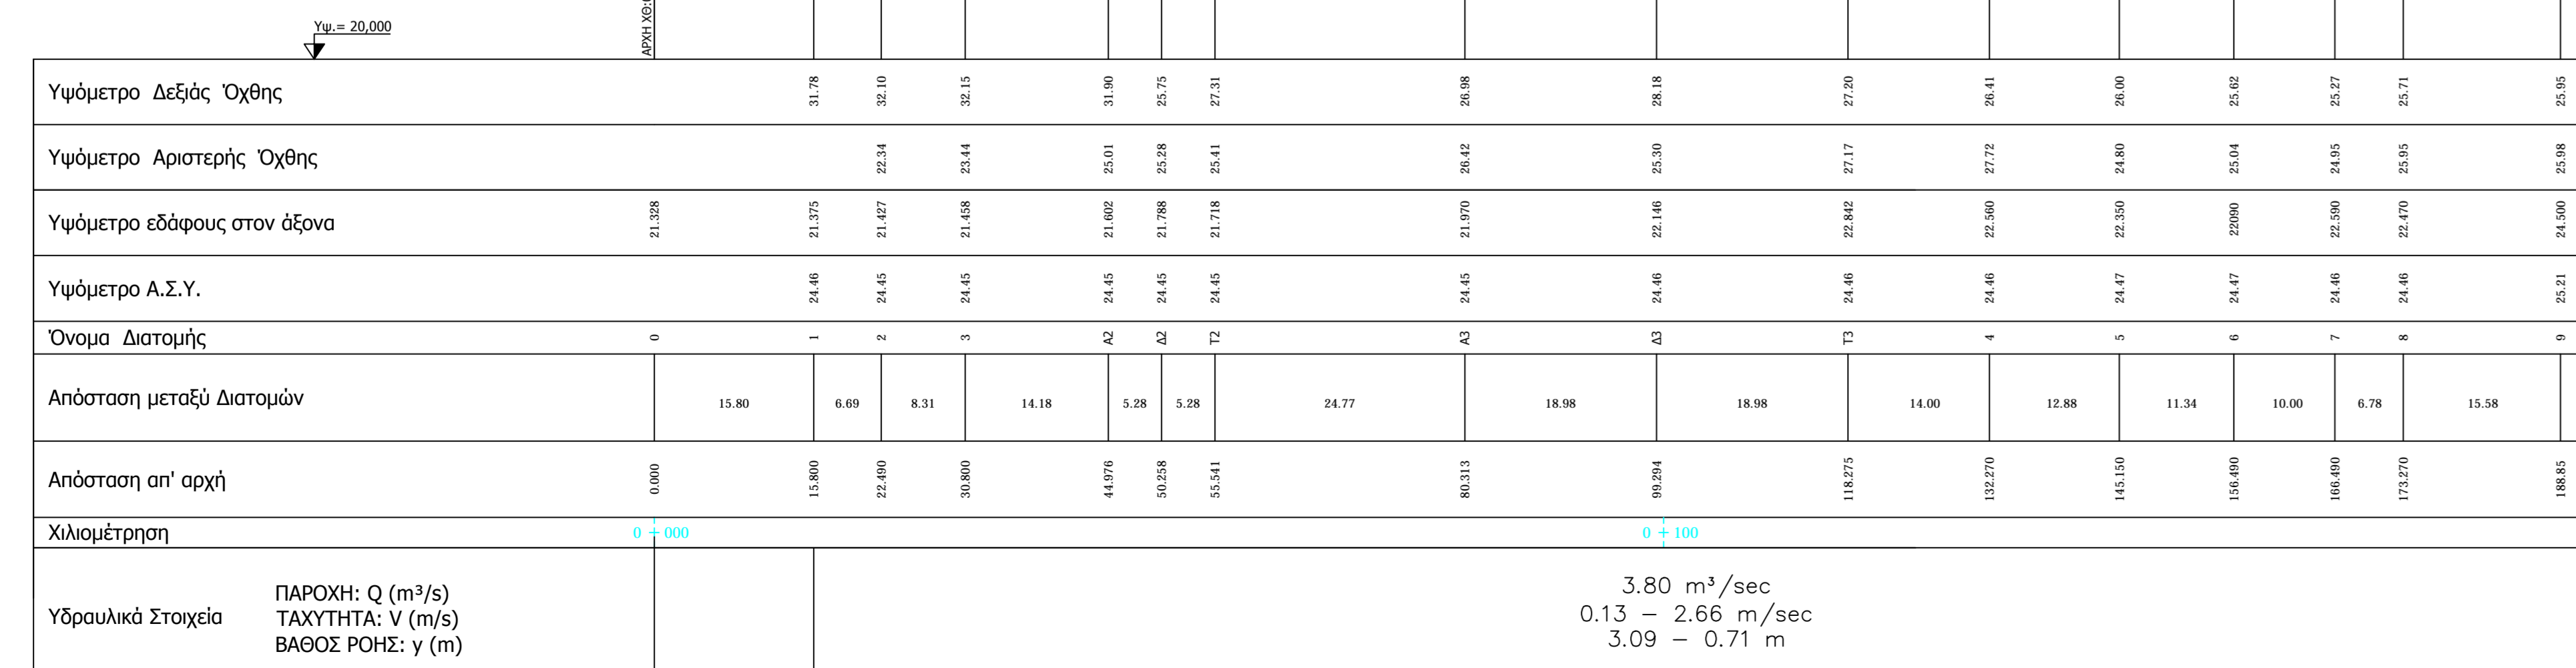 Υψ.= 20,000
ΑΡΧΗ ΧΘ:
Υψόμετρο Δεξιάς Όχθης 31.78 32.10 32.15 31.90 25.75 27.31 26.98 28.18 27.20 26.41 26.00 25.62 25.27 25.71 25.95
Υψόμετρο Αριστερής Όχθης 22.34 23.44 25.01 25.28 25.41 26.42 25.30 27.17 27.72 24.80 25.04 24.95 25.95 25.98
Υψόμετρο εδάφους στον άξονα 21.328 21.375 21.427 21.458 21.602 21.788 21.718 21.970 22.146 22.842 22.560 22.350 22090 22.590 22.470 24.500
Υψόμετρο Α.Σ.Υ. 24.46 24.45 24.45 24.45 24.45 24.45 24.45 24.46 24.46 24.46 24.47 24.47 24.46 24.46 25.21
Όνομα Διατομής 0 1 2 3 Α2 Δ2 Τ2 Α3 Δ3 Τ3 4 5 6 7 8 9
Απόσταση μεταξύ Διατομών 15.80 6.69 8.31 14.18 5.28 5.28 24.77 18.98 18.98 14.00 12.88 11.34 10.00 6.78 15.58
Απόσταση απ' αρχή 0.000 15.800 22.490 30.800 44.976 50.258 55.541 80.313 99.294 118.275 132.270 145.150 156.490 166.490 173.270 188.85
Χιλιομέτρηση 0 + 000 0 + 100
Υδραυλικά Στοιχεία
ΠΑΡΟΧΗ: Q (m³/s)
ΤΑΧΥΤΗΤΑ: V (m/s)
ΒΑΘΟΣ ΡΟΗΣ: y (m)
3.80 m³/sec
0.13 – 2.66 m/sec
3.09 – 0.71 m